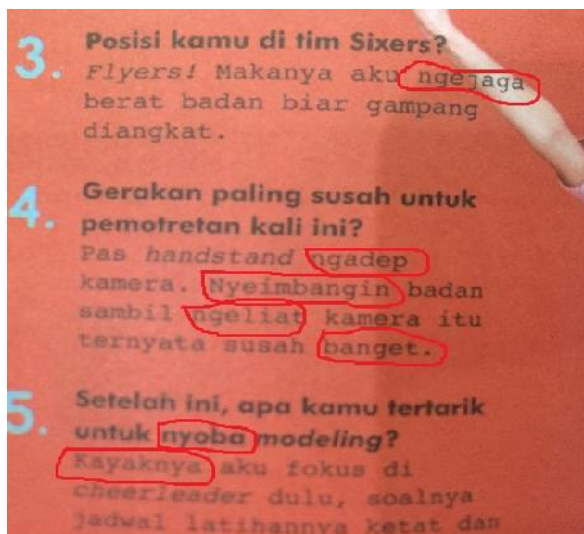 3. Posisi kamu di tim Sixers?
Flyers! Makanya aku ngejaga
berat badan biar gampang
diangkat.
4. Gerakan paling susah untuk
pemotretan kali ini?
Pas handstand ngadep
kamera. Nyeimbangin badan
sambil ngeliat kamera itu
ternyata susah banget.
5. Setelah ini, apa kamu tertarik
untuk nyoba modeling?
Kayaknya aku fokus di
cheerleader dulu, soalnya
jadwal latihannya ketat dan